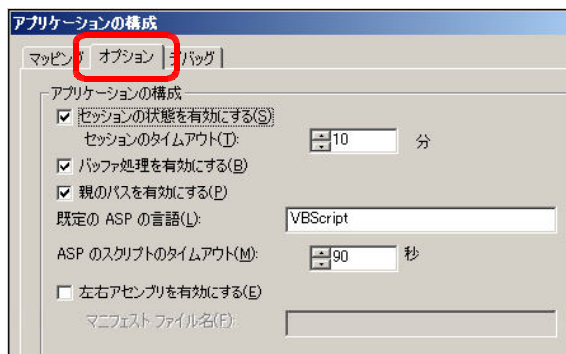 アプリケーションの構成
マッピング オプション デバッグ
アプリケーションの構成
セッションの状態を有効にする(S)
セッションのタイムアウト(T): 10 分
バッファ処理を有効にする(B)
親のパスを有効にする(P)
既定の ASP の言語(L): VBScript
ASP のスクリプトのタイムアウト(M): 90 秒
左右アセンブリを有効にする(E)
マニフェスト ファイル名(F):